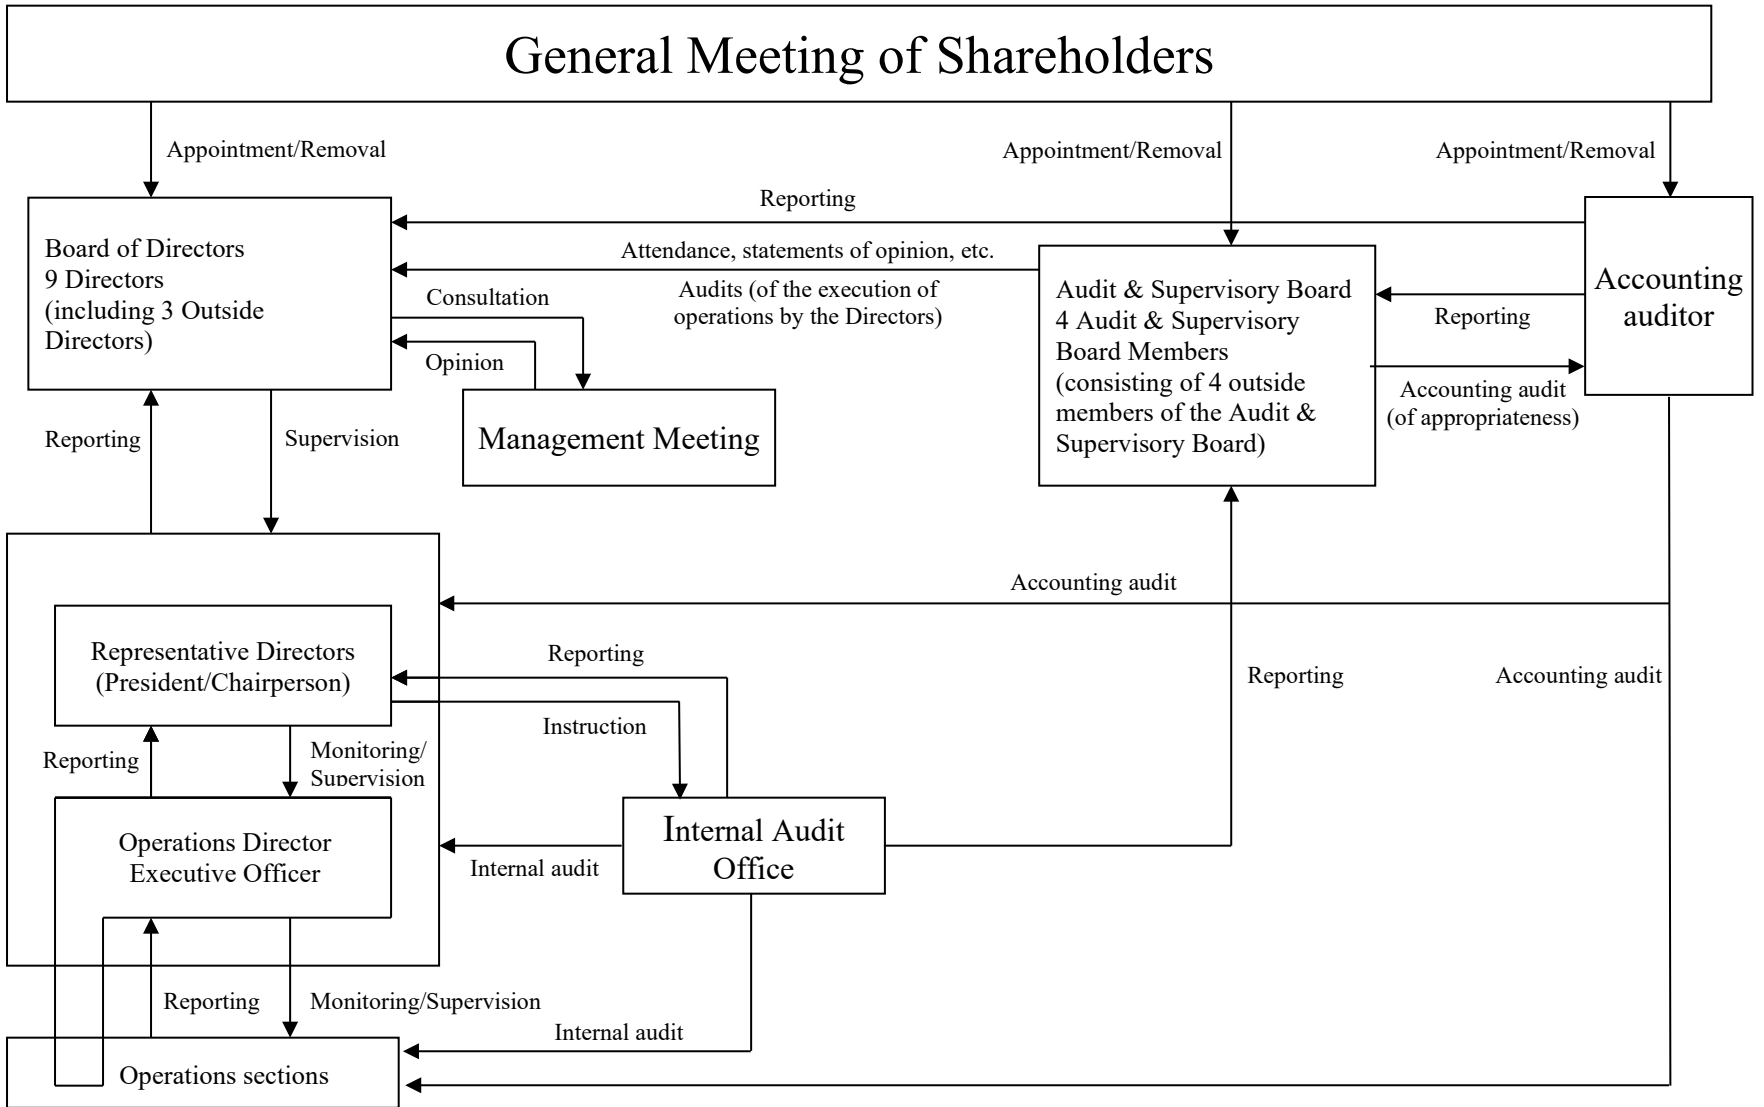 General Meeting of Shareholders
Appointment/Removal
Appointment/Removal
Appointment/Removal
Reporting
Board of Directors
9 Directors
(including 3 Outside
Directors)
Attendance, statements of opinion, etc.
Audits (of the execution of
operations by the Directors)
Consultation
Opinion
Management Meeting
Audit & Supervisory Board
4 Audit & Supervisory
Board Members
(consisting of 4 outside
members of the Audit &
Supervisory Board)
Accounting
auditor
Reporting
Accounting audit
(of appropriateness)
Reporting
Supervision
Accounting audit
Representative Directors
(President/Chairperson)
Reporting
Instruction
Reporting
Accounting audit
Reporting
Monitoring/
Supervision
Operations Director
Executive Officer
Internal Audit
Office
Internal audit
Reporting
Monitoring/Supervision
Internal audit
Operations sections